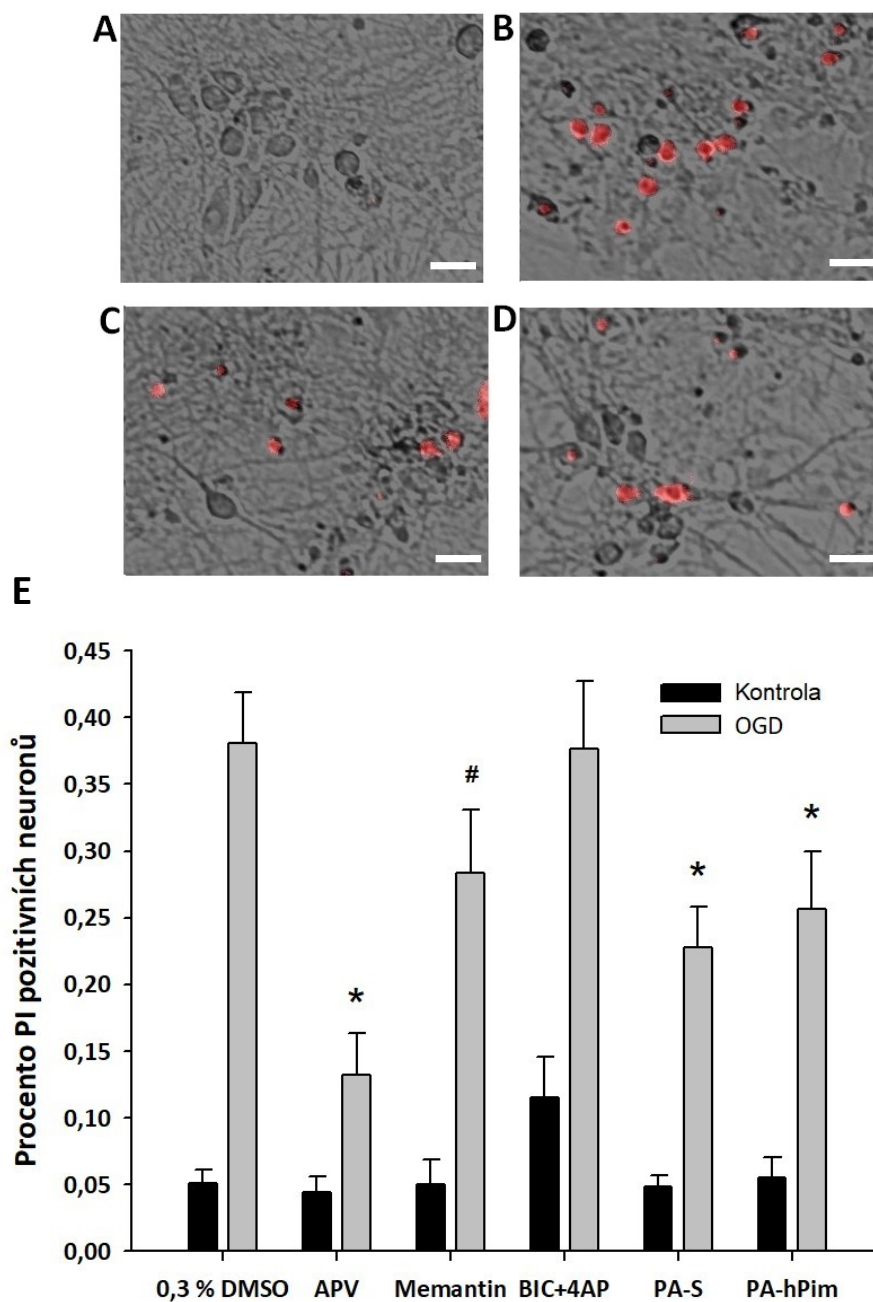 A
B
C
D
E
Procento PI pozitivních neuronů
0,45
0,40
0,35
0,30
0,25
0,20
0,15
0,10
0,05
0,00
Kontrola
OGD
*
#
*
*
0,3 % DMSO APV Memantin BIC+4AP PA-S PA-hPim